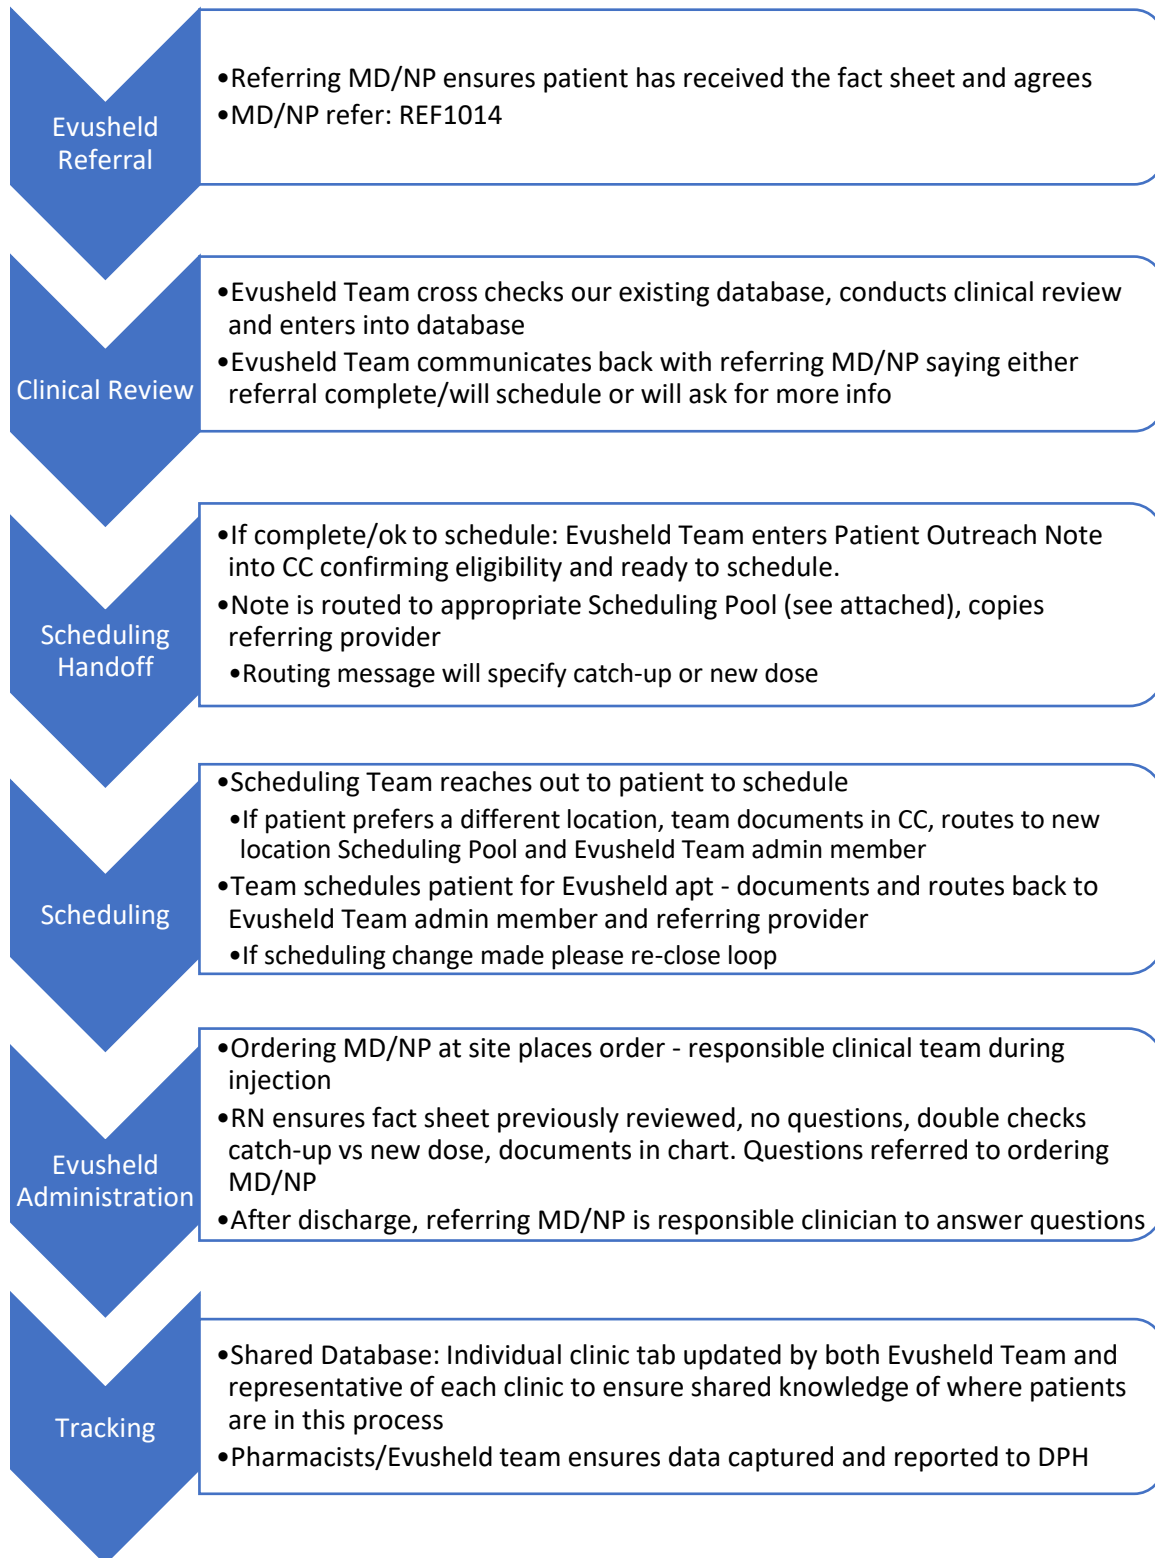 Evusheld
Referral
•Referring MD/NP ensures patient has received the fact sheet and agrees
•MD/NP refer: REF1014
Clinical Review
•Evusheld Team cross checks our existing database, conducts clinical review
and enters into database
•Evusheld Team communicates back with referring MD/NP saying either
referral complete/will schedule or will ask for more info
Scheduling
Handoff
•If complete/ok to schedule: Evusheld Team enters Patient Outreach Note
into CC confirming eligibility and ready to schedule.
•Note is routed to appropriate Scheduling Pool (see attached), copies
referring provider
•Routing message will specify catch-up or new dose
Scheduling
•Scheduling Team reaches out to patient to schedule
•If patient prefers a different location, team documents in CC, routes to new
location Scheduling Pool and Evusheld Team admin member
•Team schedules patient for Evusheld apt - documents and routes back to
Evusheld Team admin member and referring provider
•If scheduling change made please re-close loop
Evusheld
Administration
•Ordering MD/NP at site places order - responsible clinical team during
injection
•RN ensures fact sheet previously reviewed, no questions, double checks
catch-up vs new dose, documents in chart. Questions referred to ordering
MD/NP
•After discharge, referring MD/NP is responsible clinician to answer questions
Tracking
•Shared Database: Individual clinic tab updated by both Evusheld Team and
representative of each clinic to ensure shared knowledge of where patients
are in this process
•Pharmacists/Evusheld team ensures data captured and reported to DPH